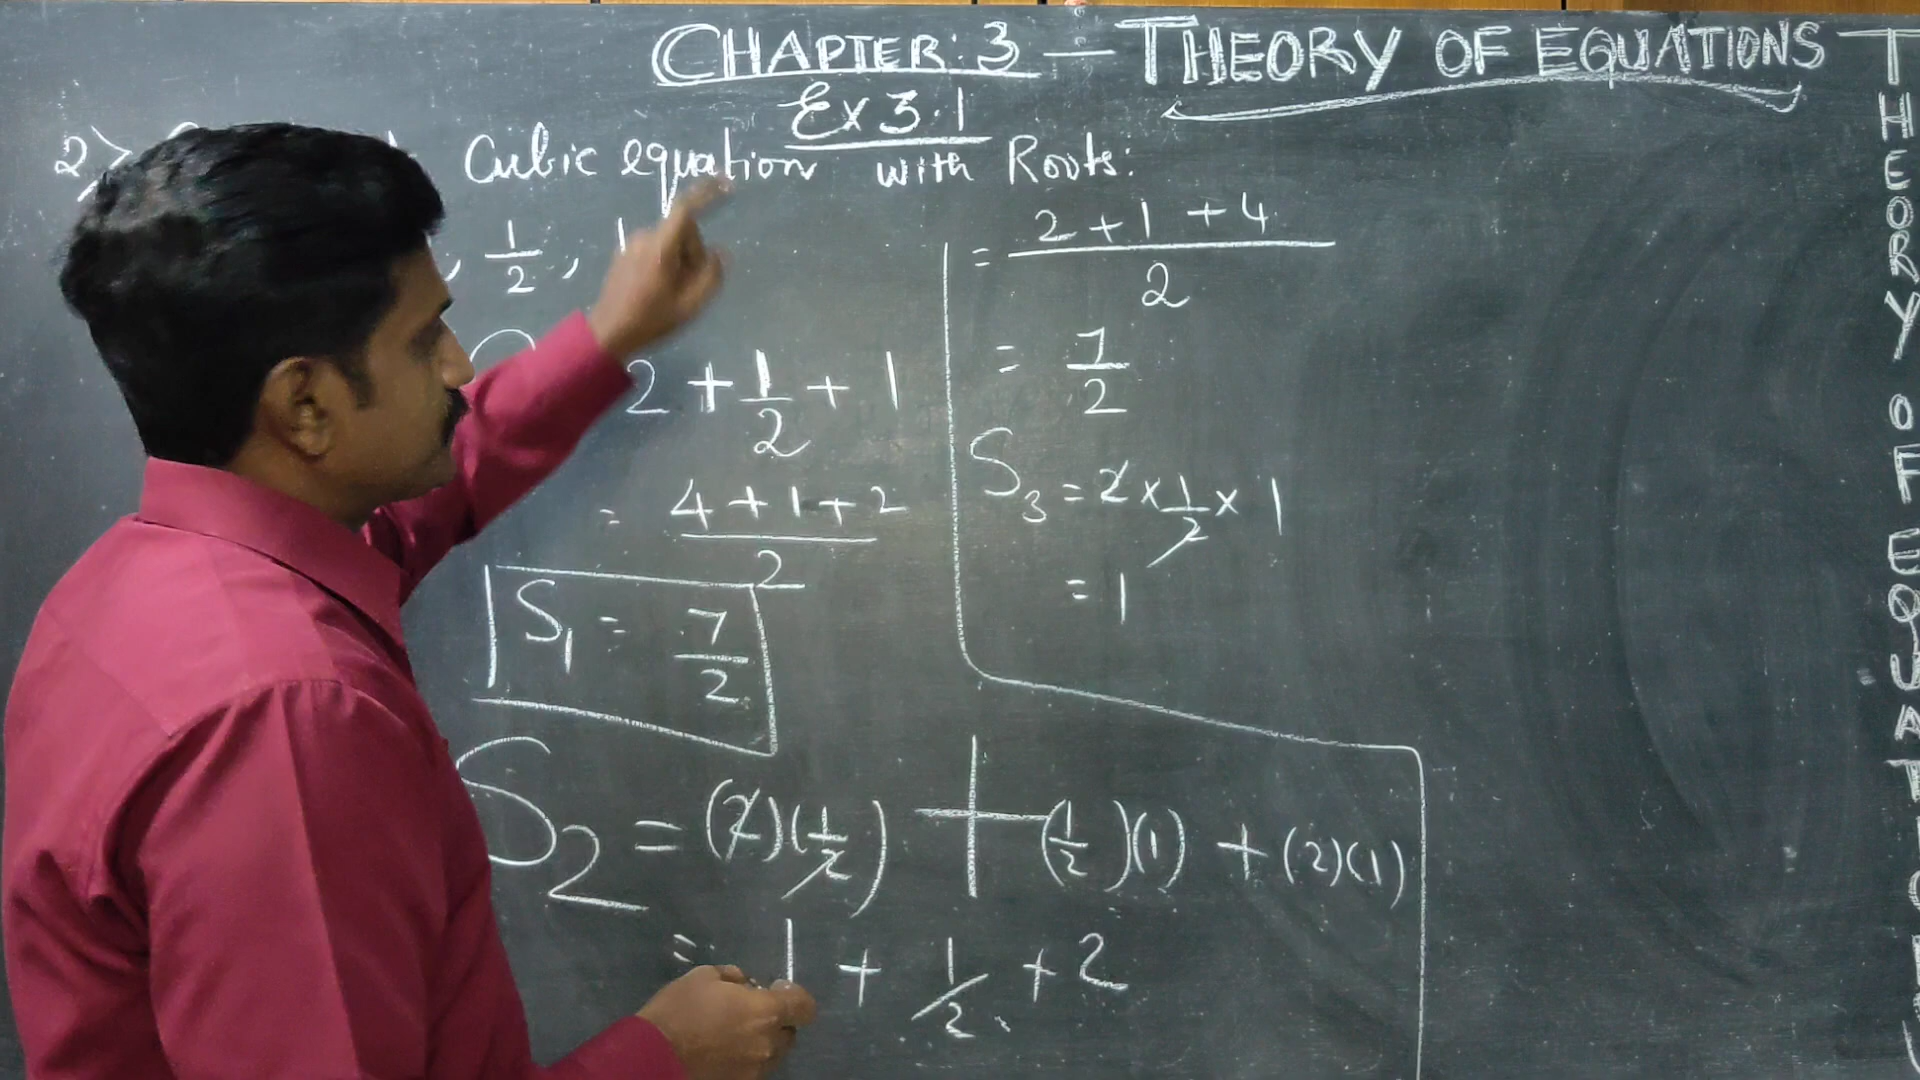 CHAPTER: 3 — THEORY OF EQUATIONS
Ex 3.1
2) Cubic equation with Roots:
, 1/2, 1
2 + 1/2 + 1
= 4+1+2/2
S1 = 7/2
S2 = (2)(1/2) + (1/2)(1) + (2)(1)
= 1 + 1/2 + 2
= 2+1+4/2
= 7/2
S3 = 2 × 1/2 × 1
= 1
THEORY OF EQUATIO